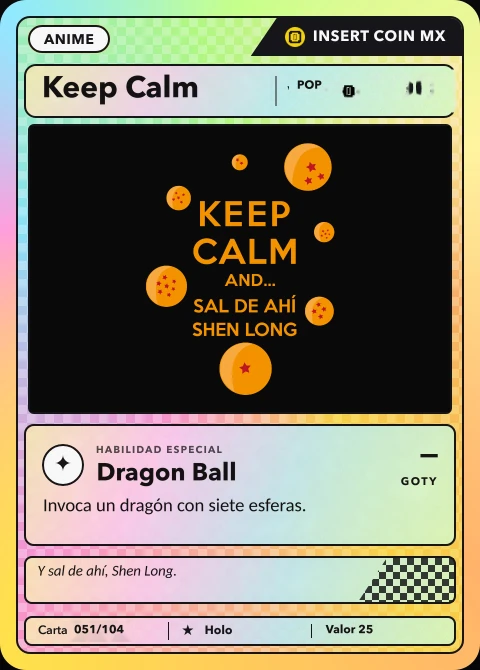 ANIME
INSERT COIN MX
Keep Calm
POP
KEEP
CALM
AND...
SAL DE AHÍ
SHEN LONG
HABILIDAD ESPECIAL
Dragon Ball
GOTY
Invoca un dragón con siete esferas.
Y sal de ahí, Shen Long.
Carta 051/104
★ Holo
Valor 25